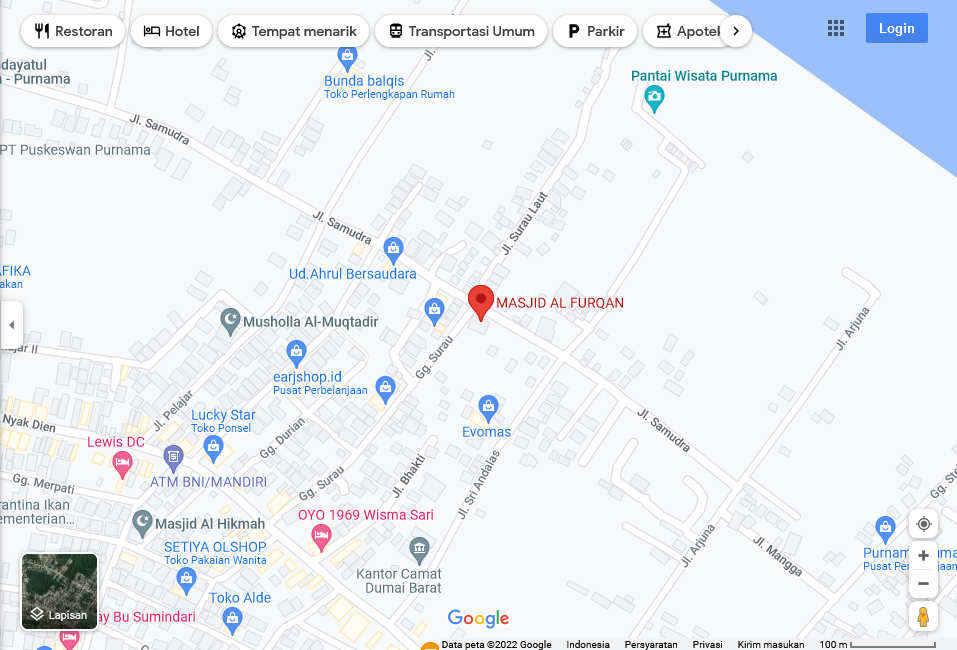 Restoran
Hotel
Tempat menarik
Transportasi Umum
Parkir
Apotek
Login
dayatul
- Purnama
Bunda balqis
Toko Perlengkapan Rumah
Jl.
Pantai Wisata Purnama
Jl. Samudra
PT Puskeswan Purnama
Jl. Samudra
Jl. Surau Laut
AFIKA
akan
Ud.Ahrul Bersaudara
MASJID AL FURQAN
Musholla Al-Muqtadir
Jl. Arjuna
ajar II
Gg. Surau
earjshop.id
Pusat Perbelanjaan
Jl. Pelajar
Nyak Dien
Lucky Star
Toko Ponsel
Gg. Durian
Evomas
Jl. Samudra
Lewis DC
ATM BNI/MANDIRI
Gg. Merpati
Gg. Surau
Jl. Bhakti
Jl. Sri Andalas
rantina Ikan
ementerian...
Masjid Al Hikmah
OYO 1969 Wisma Sari
SETIYA OLSHOP
Toko Pakaian Wanita
Kantor Camat
Dumai Barat
Jl. Arjuna
Jl. Mangga
Purnam
Pusat Perbelanjaan
Toko Alde
ay Bu Sumindari
Lapisan
Google
Data peta ©2022 Google
Indonesia
Persyaratan
Privasi
Kirim masukan
100 m